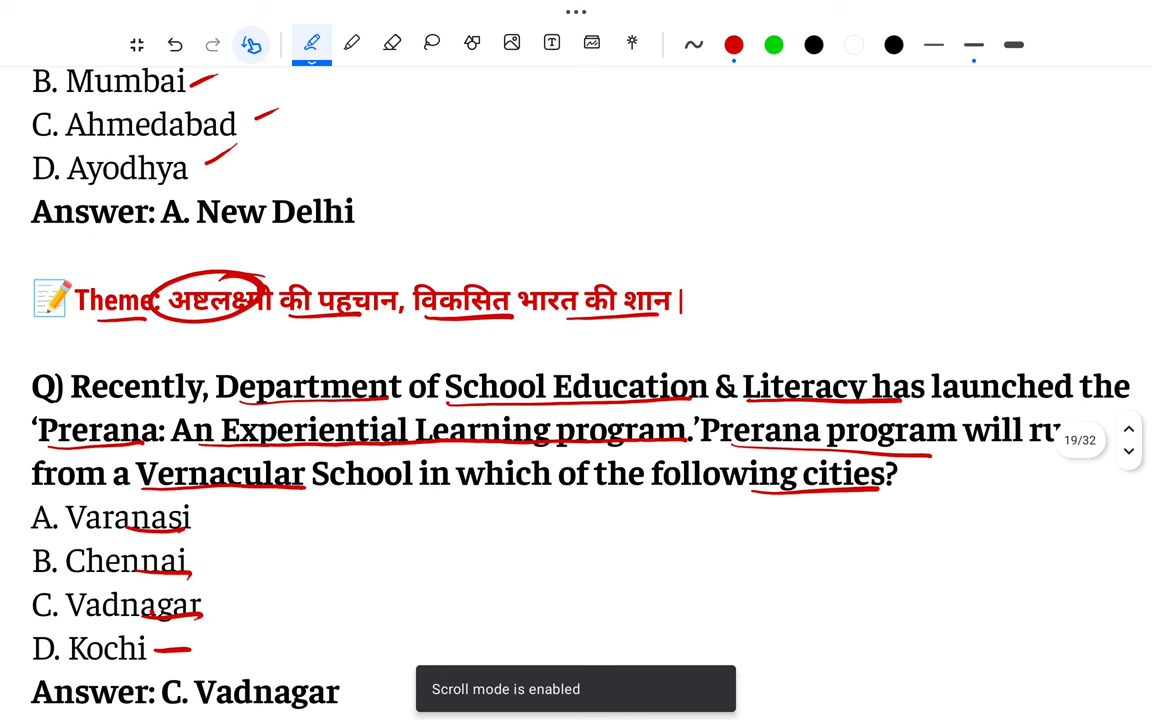 B. Mumbai
C. Ahmedabad
D. Ayodhya
Answer: A. New Delhi
Theme: अष्टलक्ष्मी की पहचान, विकसित भारत की शान |
Q) Recently, Department of School Education & Literacy has launched the
‘Prerana: An Experiential Learning program.’Prerana program will
19/32
from a Vernacular School in which of the following cities?
A. Varanasi
B. Chennai
C. Vadnagar
D. Kochi
Scroll mode is enabled
Answer: C. Vadnagar